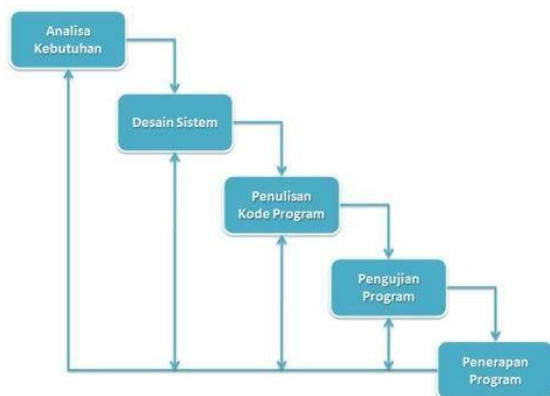 Analisa
Kebutuhan
Desain Sistem
Penulisan
Kode Program
Pengujian
Program
Penerapan
Program